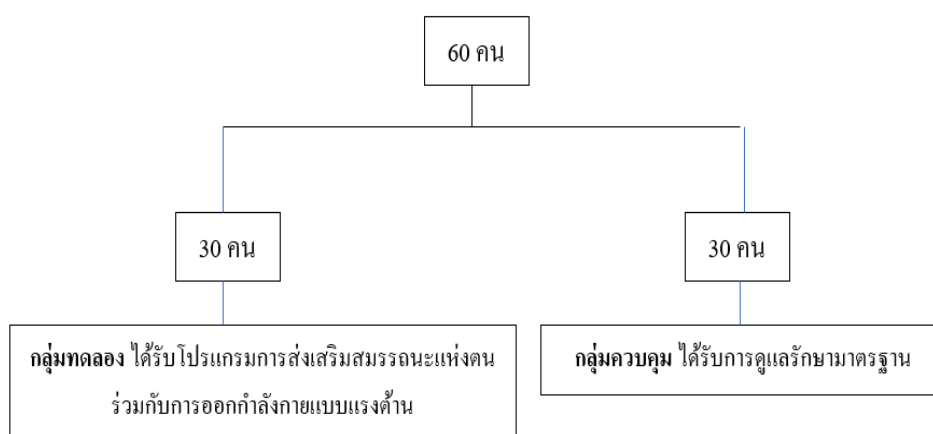 60 คน
30 คน
30 คน
กลุ่มทดลอง ได้รับโปรแกรมการส่งเสริมสมรรถนะแห่งตน
ร่วมกับการออกกำลังกายแบบแรงต้าน
กลุ่มควบคุม ได้รับการดูแลรักษามาตรฐาน